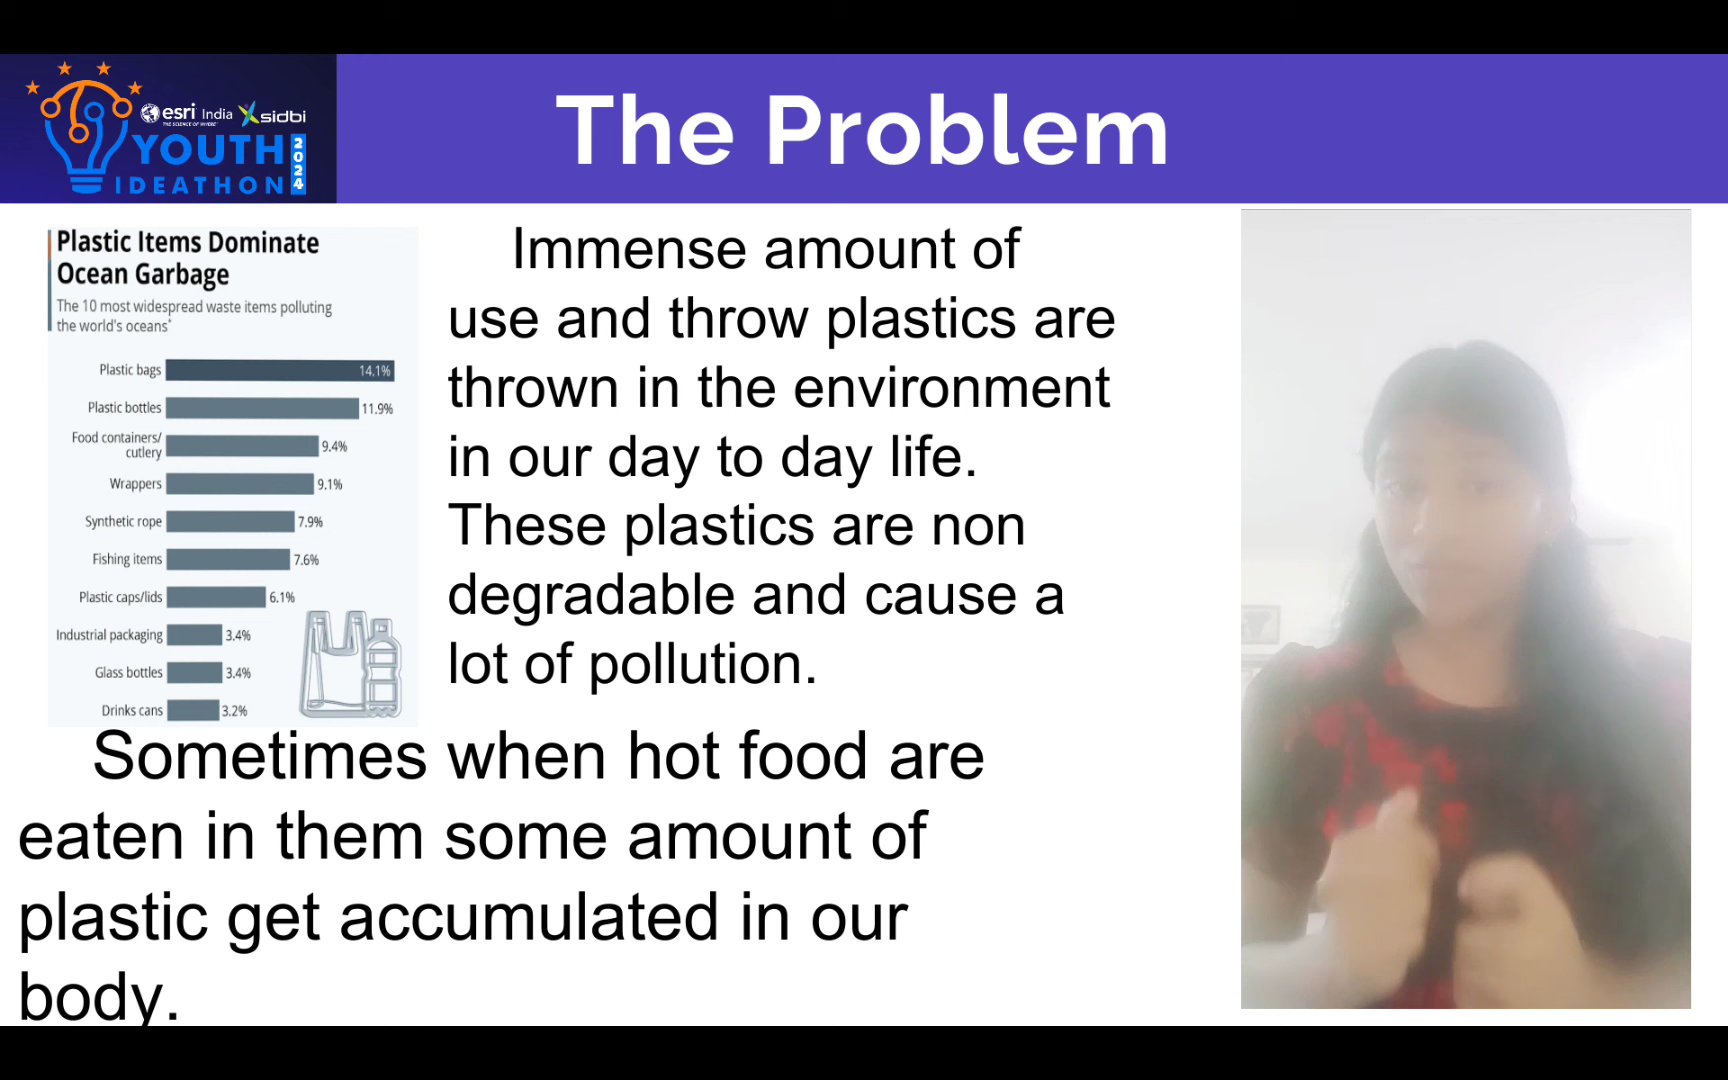 esri India
THE SCIENCE OF WHERE
sidbi
YOUTH
IDEATHON
2024
The Problem
Plastic Items Dominate
Ocean Garbage
The 10 most widespread waste items polluting
the world's oceans*
Plastic bags 14.1%
Plastic bottles 11.9%
Food containers/
cutlery 9.4%
Wrappers 9.1%
Synthetic rope 7.9%
Fishing items 7.6%
Plastic caps/lids 6.1%
Industrial packaging 3.4%
Glass bottles 3.4%
Drinks cans 3.2%
Immense amount of
use and throw plastics are
thrown in the environment
in our day to day life.
These plastics are non
degradable and cause a
lot of pollution.
Sometimes when hot food are
eaten in them some amount of
plastic get accumulated in our
body.